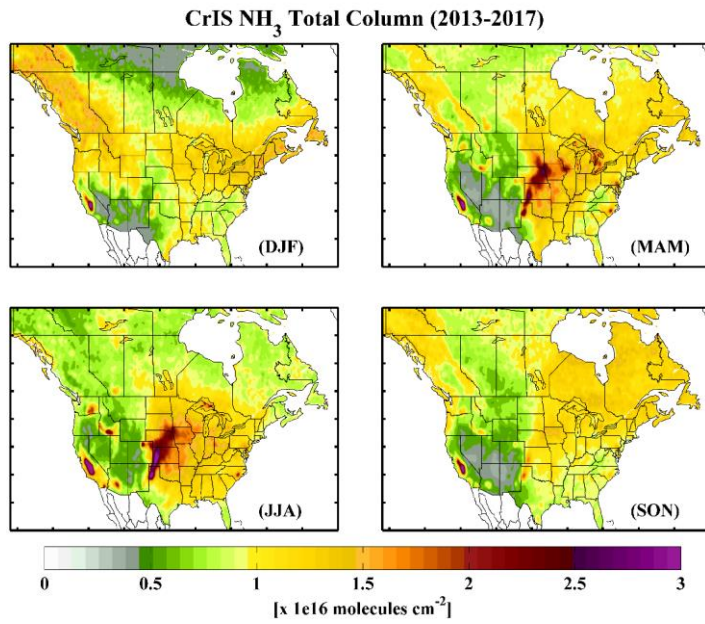 CrIS NH₃ Total Column (2013-2017)
(DJF)
(MAM)
(JJA)
(SON)
0 0.5 1 1.5 2 2.5 3
[x 1e16 molecules cm⁻²]